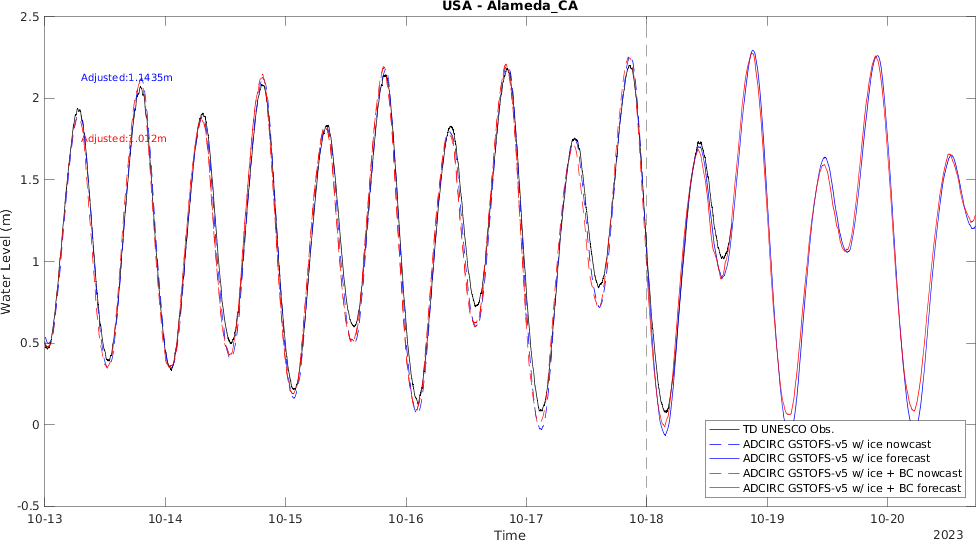 USA - Alameda_CA
2.5
2
1.5
1
0.5
0
-0.5
Water Level (m)
Adjusted:1.1435m
Adjusted:1.012m
TD UNESCO Obs.
ADCIRC GSTOFS-v5 w/ ice nowcast
ADCIRC GSTOFS-v5 w/ ice forecast
ADCIRC GSTOFS-v5 w/ ice + BC nowcast
ADCIRC GSTOFS-v5 w/ ice + BC forecast
10-13 10-14 10-15 10-16 10-17 10-18 10-19 10-20
Time
2023